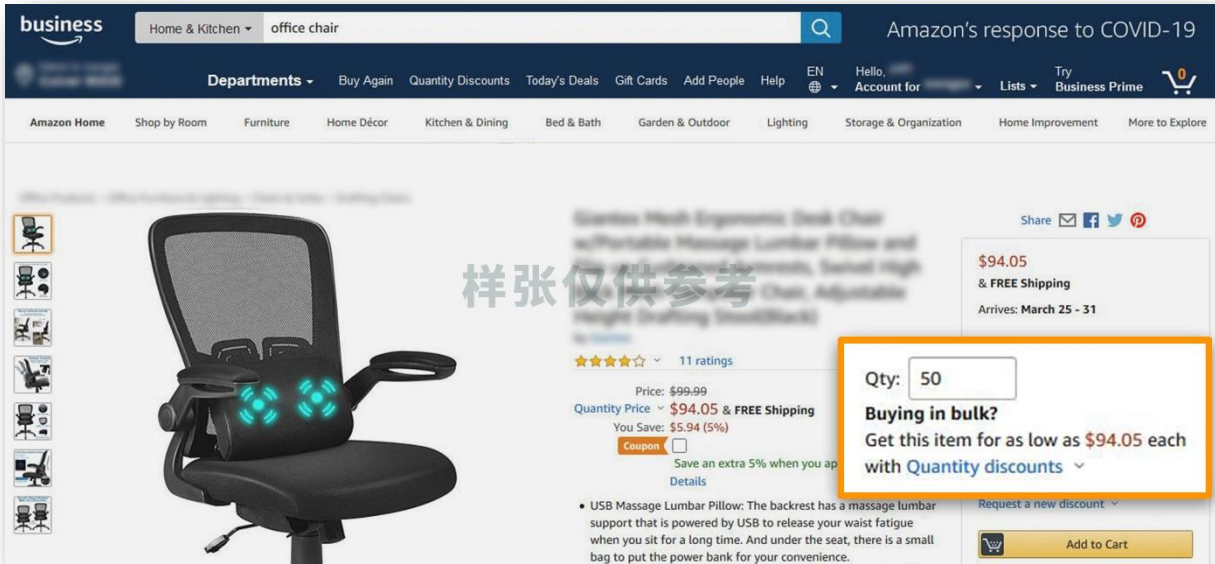 business
Home & Kitchen
office chair
Amazon's response to COVID-19
Departments
Buy Again
Quantity Discounts
Today's Deals
Gift Cards
Add People
Help
EN
Hello,
Account for
Lists
Try
Business Prime
0
Amazon Home
Shop by Room
Furniture
Home Décor
Kitchen & Dining
Bed & Bath
Garden & Outdoor
Lighting
Storage & Organization
Home Improvement
More to Explore
样张仅供参考
11 ratings
Price: $99.99
Quantity Price $94.05 & FREE Shipping
You Save: $5.94 (5%)
Coupon
Save an extra 5% when you ap
Details
• USB Massage Lumbar Pillow: The backrest has a massage lumbar
support that is powered by USB to release your waist fatigue
when you sit for a long time. And under the seat, there is a small
bag to put the power bank for your convenience.
Share
$94.05
& FREE Shipping
Arrives: March 25 - 31
Qty: 50
Buying in bulk?
Get this item for as low as $94.05 each
with Quantity discounts
Request a new discount
Add to Cart